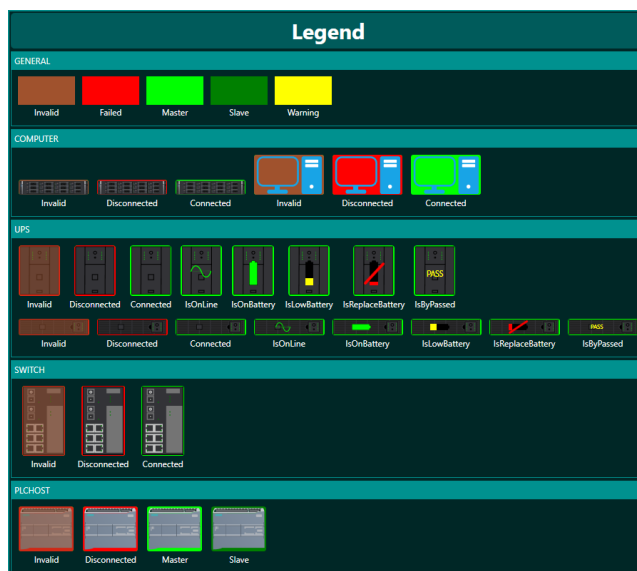 Legend
GENERAL
Invalid Failed Master Slave Warning
COMPUTER
Invalid Disconnected Connected Invalid Disconnected Connected
UPS
PASS
Invalid Disconnected Connected IsOnLine IsOnBattery IsLowBattery IsReplaceBattery IsByPassed
PASS
Invalid Disconnected Connected IsOnLine IsOnBattery IsLowBattery IsReplaceBattery IsByPassed
SWITCH
Invalid Disconnected Connected
PLCHOST
Invalid Disconnected Master Slave